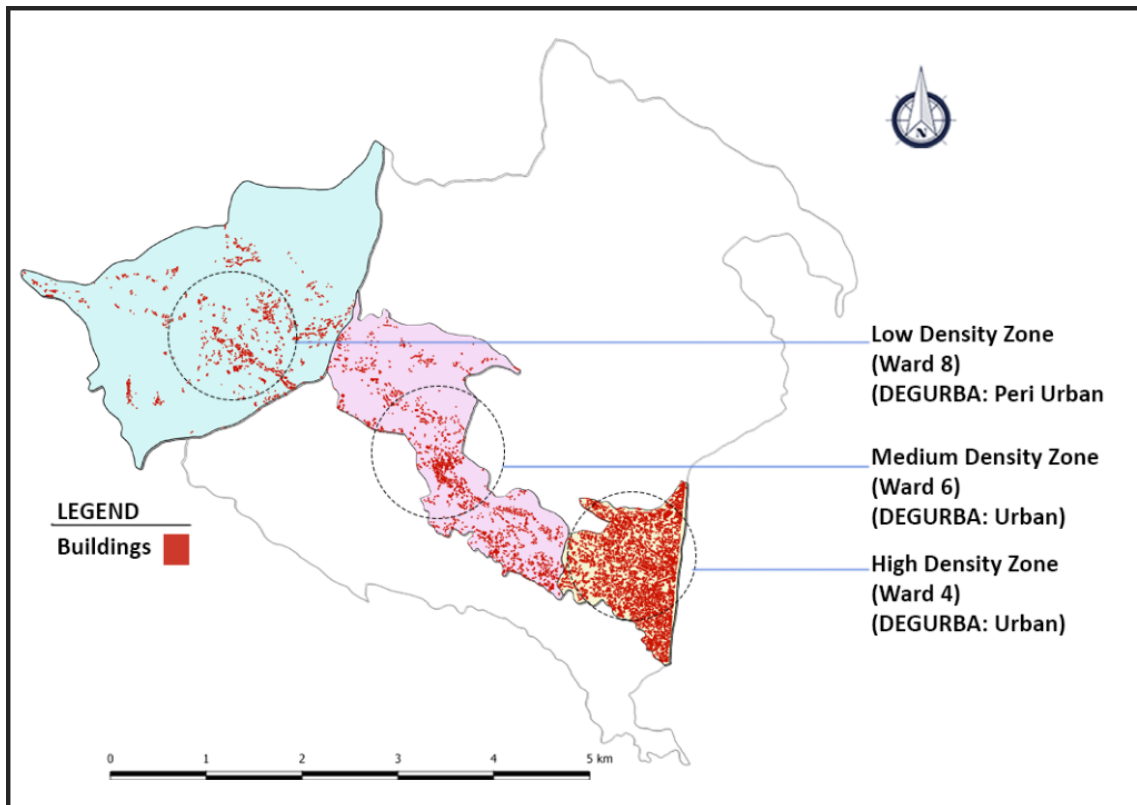 N
Low Density Zone
(Ward 8)
(DEGURBA: Peri Urban
Medium Density Zone
(Ward 6)
(DEGURBA: Urban)
High Density Zone
(Ward 4)
(DEGURBA: Urban)
LEGEND
Buildings
0 1 2 3 4 5 km